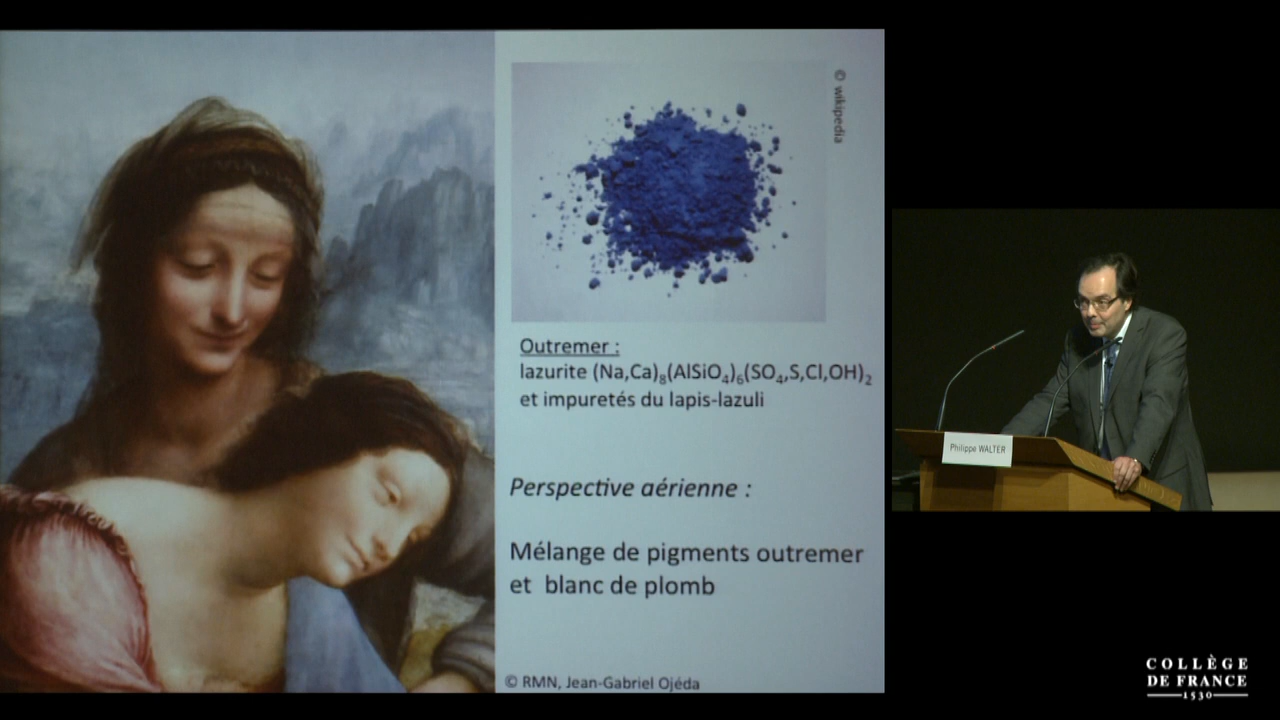 © wikipedia
Outremer :
lazurite (Na,Ca)₈(AlSiO₄)₆(SO₄,S,Cl,OH)₂
et impuretés du lapis-lazuli
Perspective aérienne :
Mélange de pigments outremer
et blanc de plomb
© RMN, Jean-Gabriel Ojéda
Philippe WALTER
COLLÈGE
DE FRANCE
1530